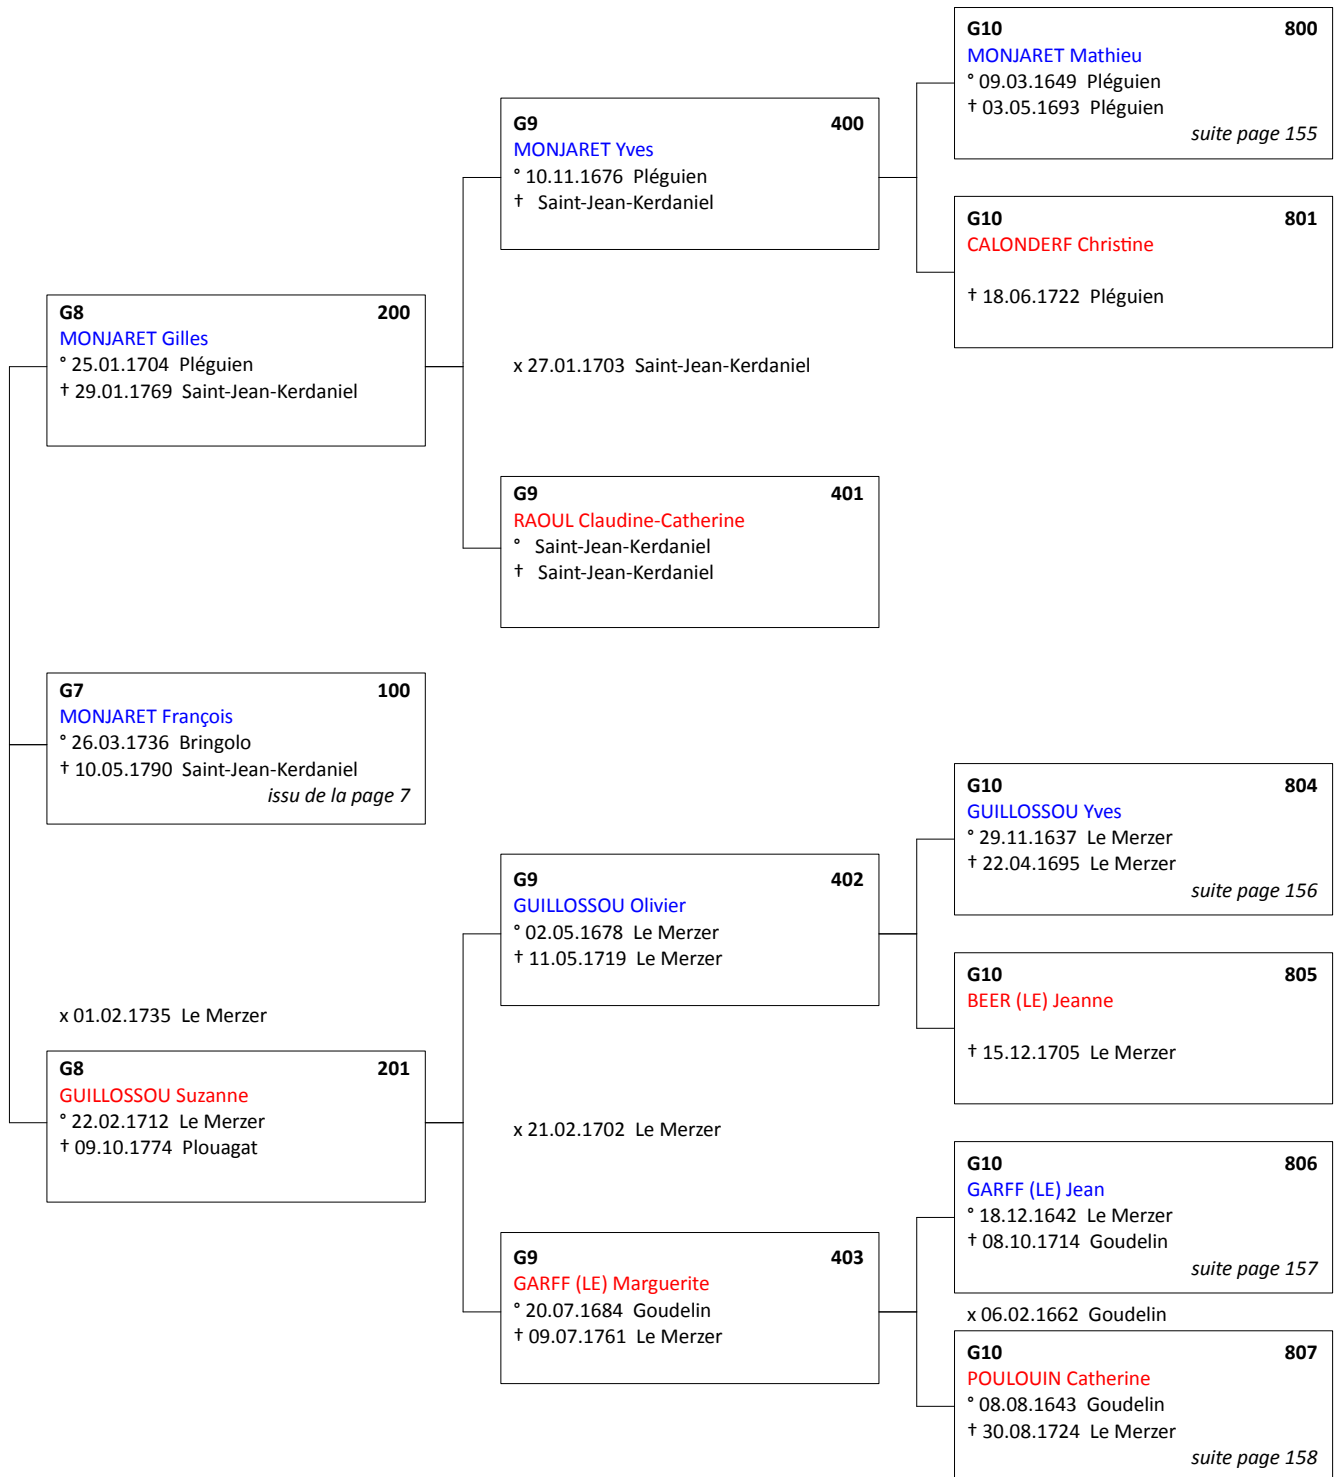 G10 800
MONJARET Mathieu
° 09.03.1649 Pléguien
† 03.05.1693 Pléguien
suite page 155
G9 400
MONJARET Yves
° 10.11.1676 Pléguien
† Saint-Jean-Kerdaniel
G10 801
CALONDERF Christine
† 18.06.1722 Pléguien
G8 200
MONJARET Gilles
° 25.01.1704 Pléguien
† 29.01.1769 Saint-Jean-Kerdaniel
x 27.01.1703 Saint-Jean-Kerdaniel
G9 401
RAOUL Claudine-Catherine
° Saint-Jean-Kerdaniel
† Saint-Jean-Kerdaniel
G7 100
MONJARET François
° 26.03.1736 Bringolo
† 10.05.1790 Saint-Jean-Kerdaniel
issu de la page 7
G10 804
GUILLOSSOU Yves
° 29.11.1637 Le Merzer
† 22.04.1695 Le Merzer
suite page 156
G9 402
GUILLOSSOU Olivier
° 02.05.1678 Le Merzer
† 11.05.1719 Le Merzer
G10 805
BEER (LE) Jeanne
† 15.12.1705 Le Merzer
x 01.02.1735 Le Merzer
G8 201
GUILLOSSOU Suzanne
° 22.02.1712 Le Merzer
† 09.10.1774 Plouagat
x 21.02.1702 Le Merzer
G10 806
GARFF (LE) Jean
° 18.12.1642 Le Merzer
† 08.10.1714 Goudelin
suite page 157
G9 403
GARFF (LE) Marguerite
° 20.07.1684 Goudelin
† 09.07.1761 Le Merzer
x 06.02.1662 Goudelin
G10 807
POULOUIN Catherine
° 08.08.1643 Goudelin
† 30.08.1724 Le Merzer
suite page 158